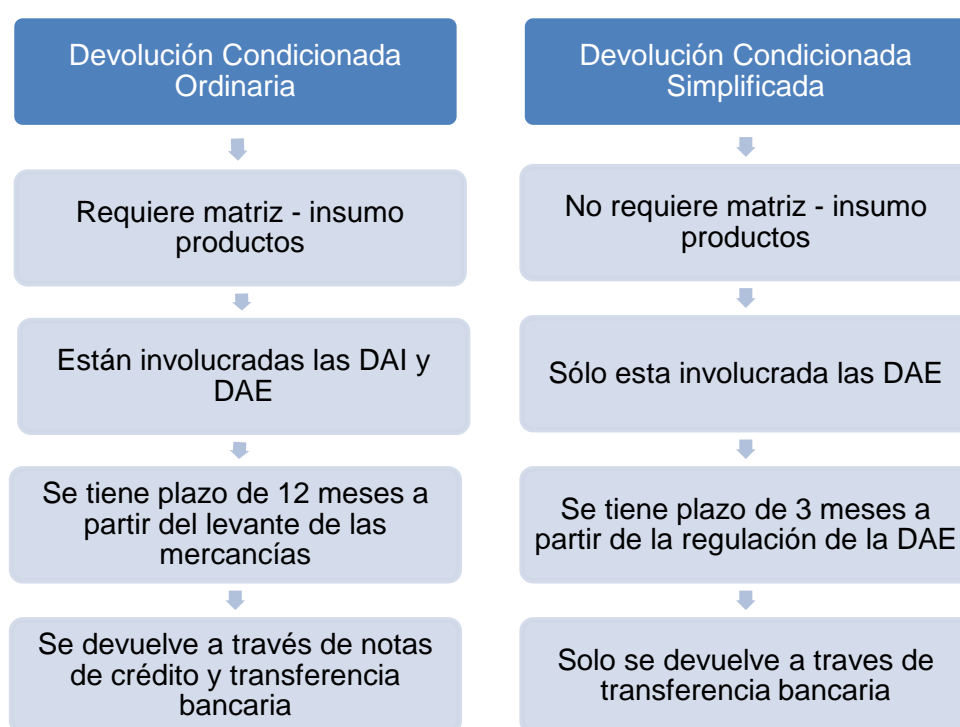 Devolución Condicionada
Ordinaria
Requiere matriz - insumo
productos
Están involucradas las DAI y
DAE
Se tiene plazo de 12 meses a
partir del levante de las
mercancías
Se devuelve a través de notas
de crédito y transferencia
bancaria
Devolución Condicionada
Simplificada
No requiere matriz - insumo
productos
Sólo esta involucrada las DAE
Se tiene plazo de 3 meses a
partir de la regulación de la DAE
Solo se devuelve a traves de
transferencia bancaria